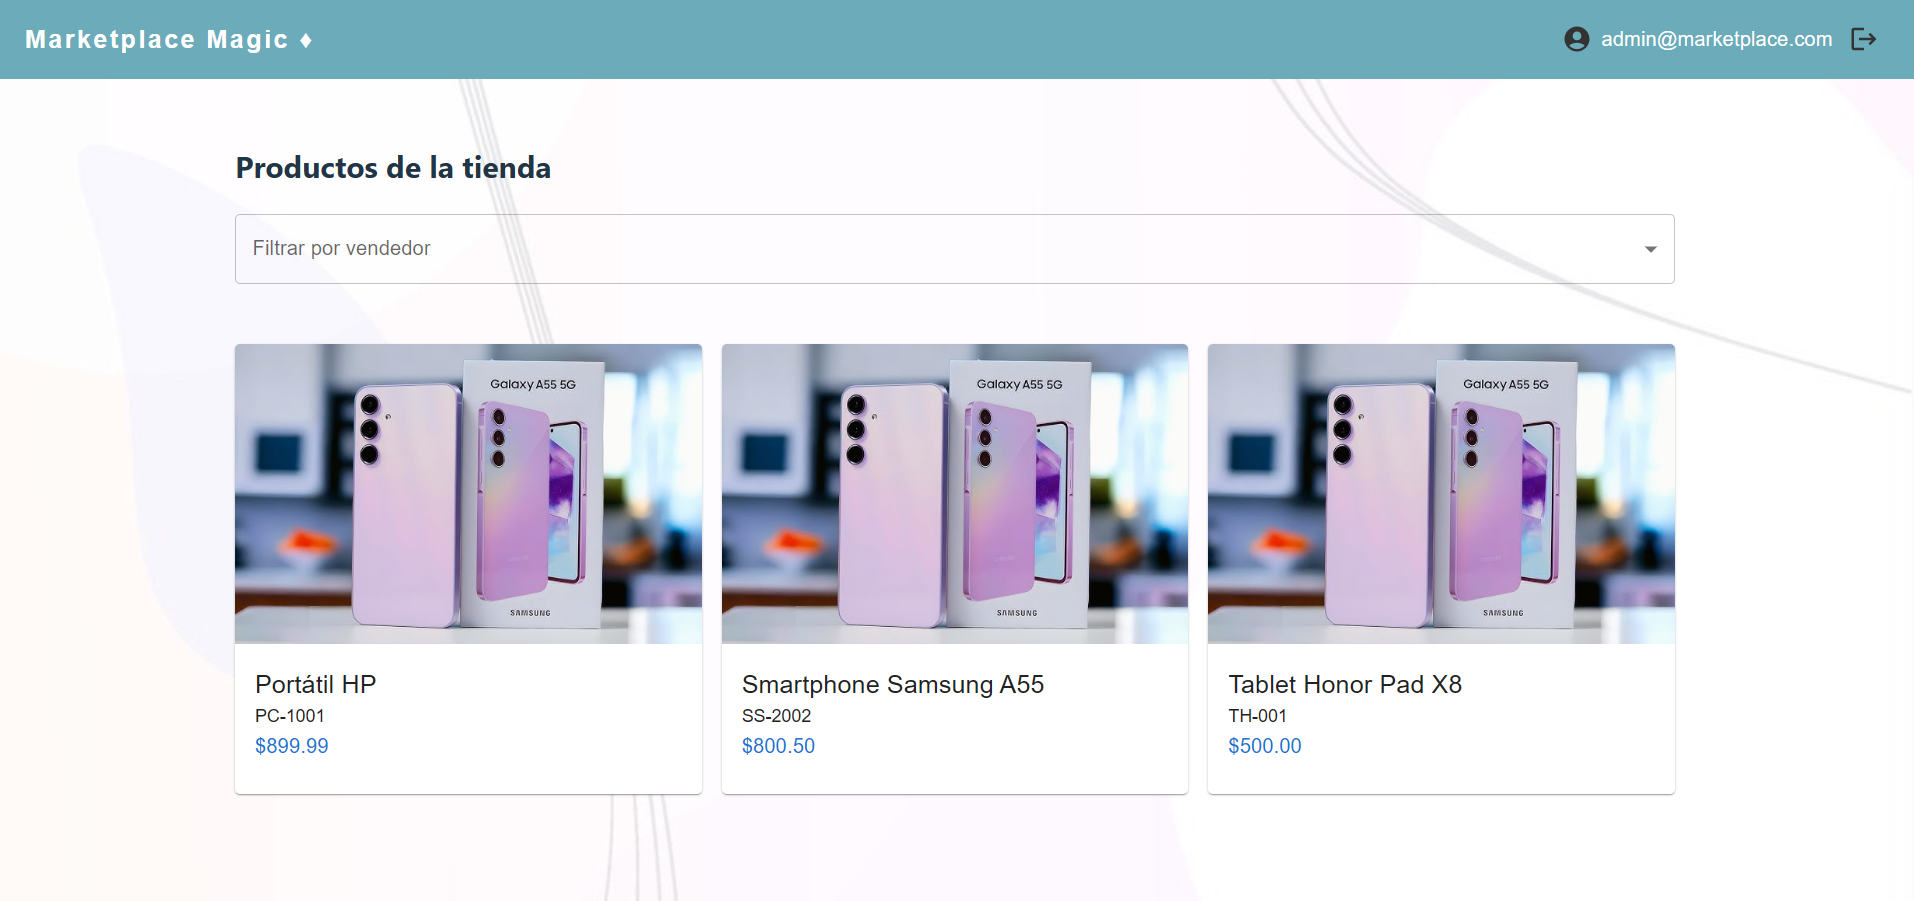 Marketplace Magic ♦
admin@marketplace.com
Productos de la tienda
Filtrar por vendedor
Galaxy A55 5G
SAMSUNG
Galaxy A55 5G
SAMSUNG
Galaxy A55 5G
SAMSUNG
Portátil HP
PC-1001
$899.99
Smartphone Samsung A55
SS-2002
$800.50
Tablet Honor Pad X8
TH-001
$500.00